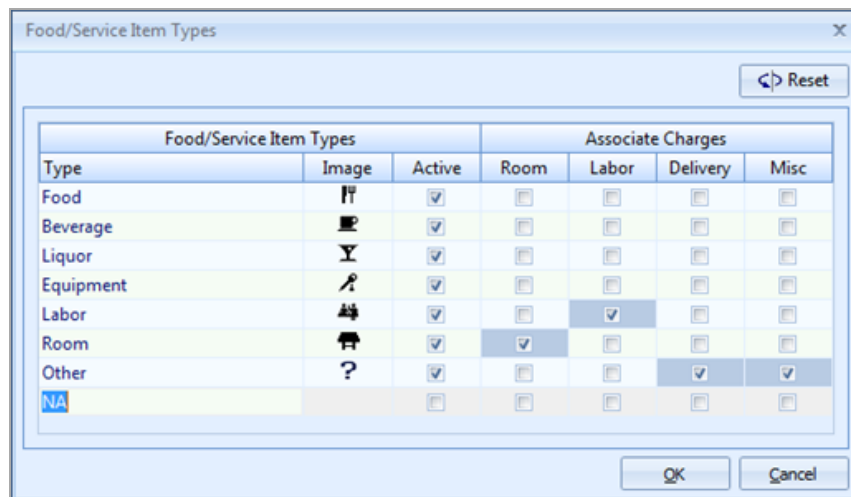 Food/Service Item Types
Reset
Food/Service Item Types Associate Charges
Type Image Active Room Labor Delivery Misc
Food
Beverage
Liquor
Equipment
Labor
Room
Other ?
NA
OK Cancel